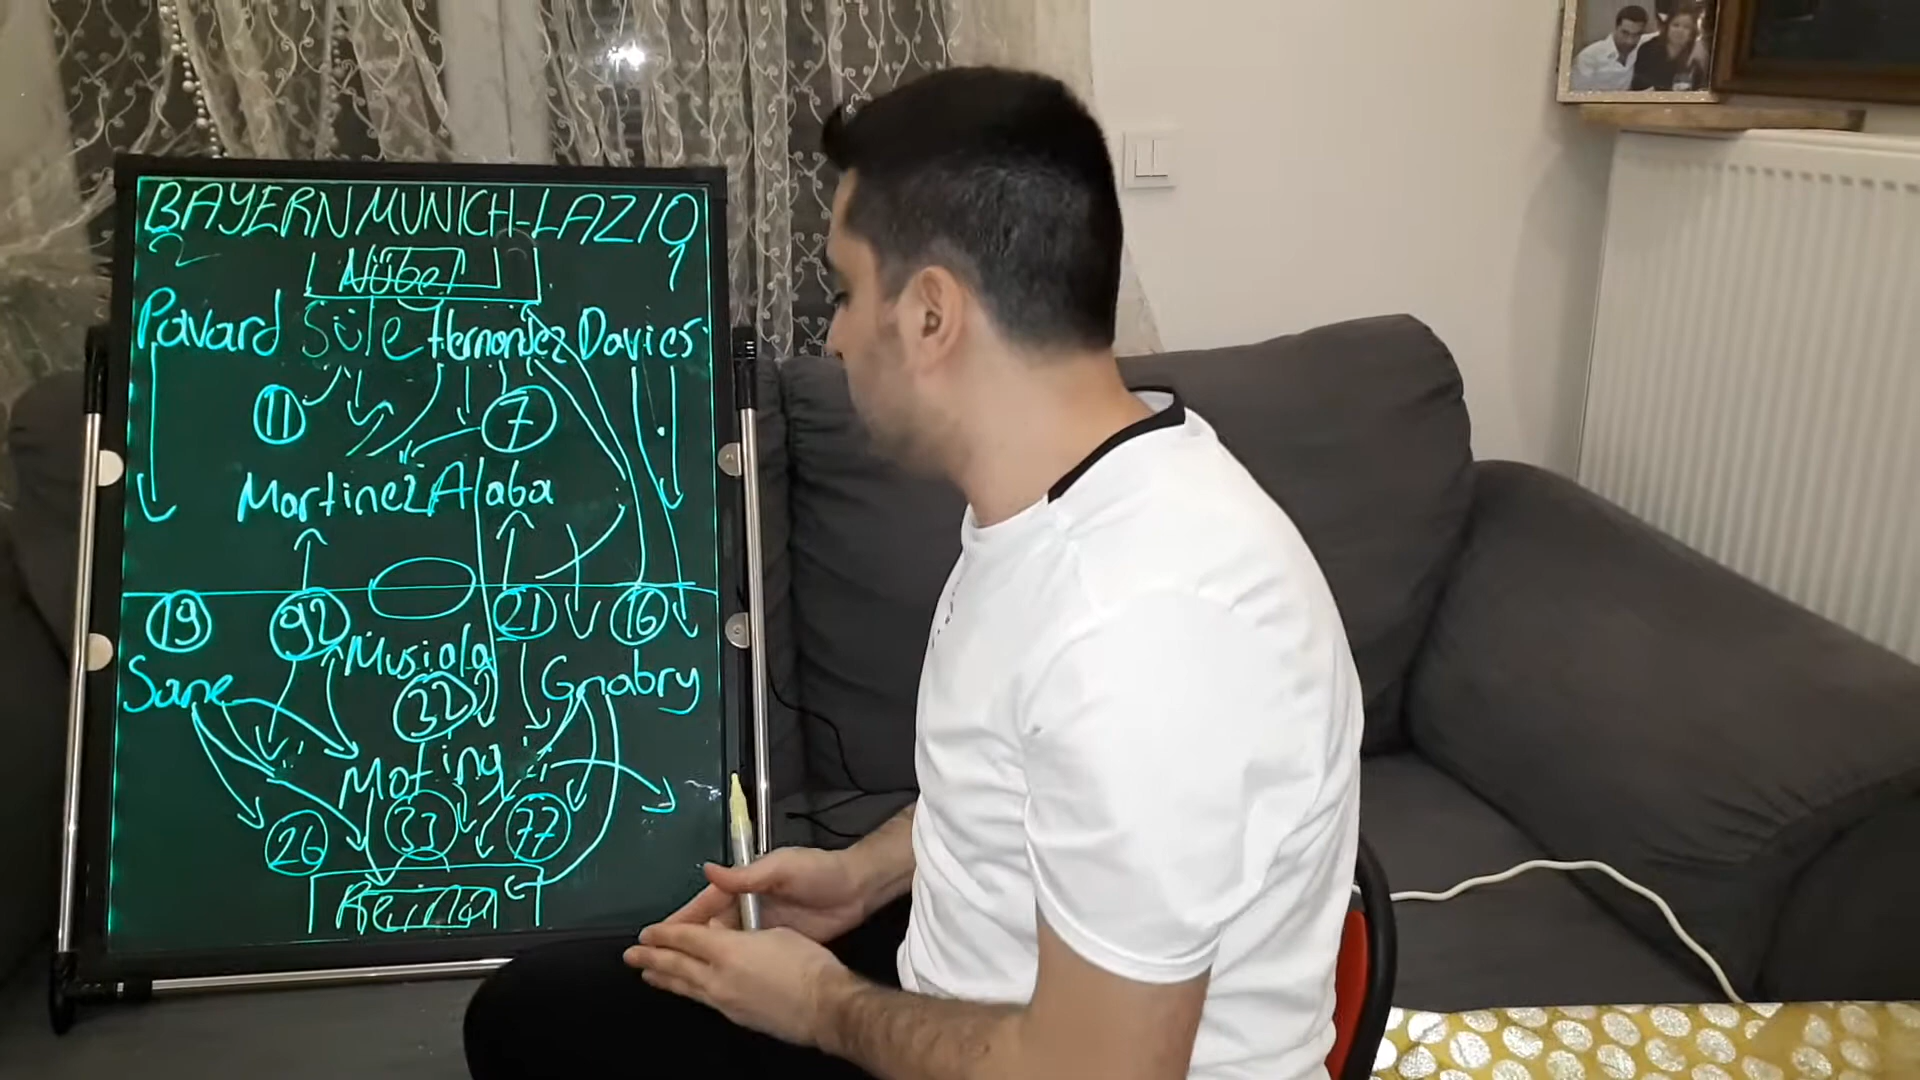 BAYERN MUNICH-LAZIO
2 1
Nübel
Pavard Süle Hernandez Davies
11 7
Martinez Alaba
19 92 21 16
Musiala
Sane 32 Gnabry
Moting
26 33 77
Reina